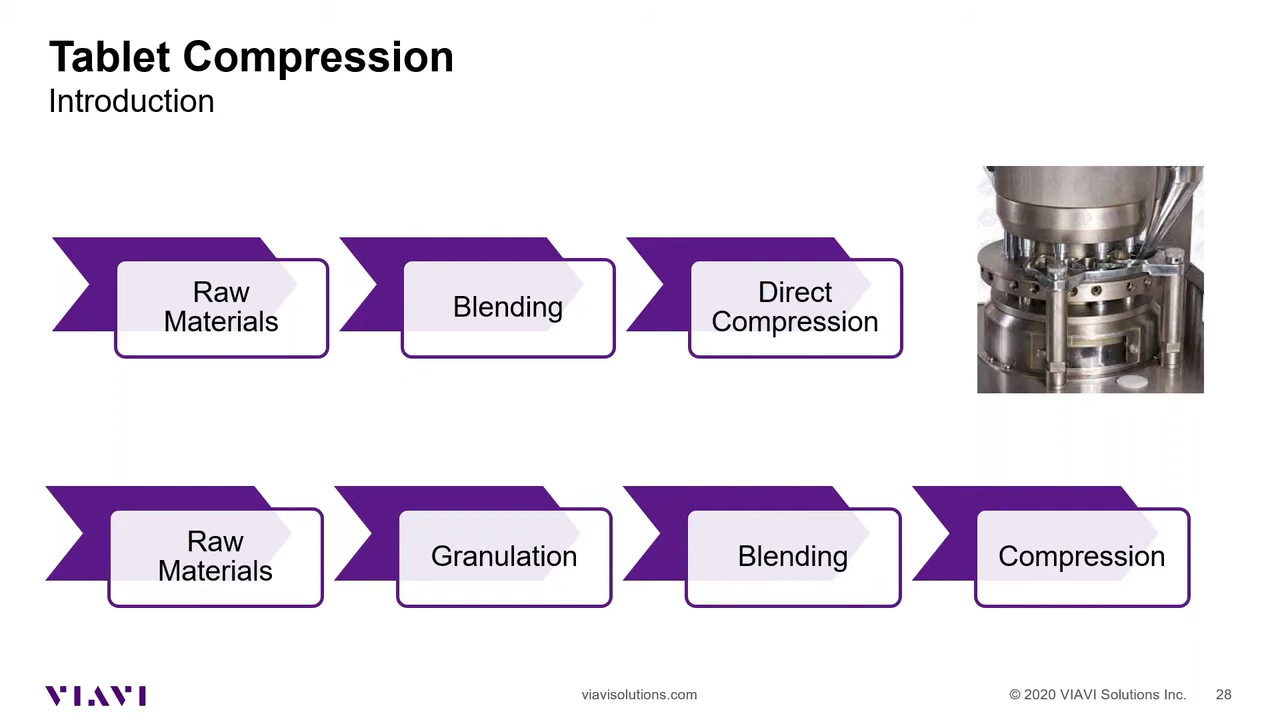 Tablet Compression
Introduction
Raw
Materials
Blending
Direct
Compression
Raw
Materials
Granulation
Blending
Compression
VIAVI
viavisolutions.com
© 2020 VIAVI Solutions Inc.
28